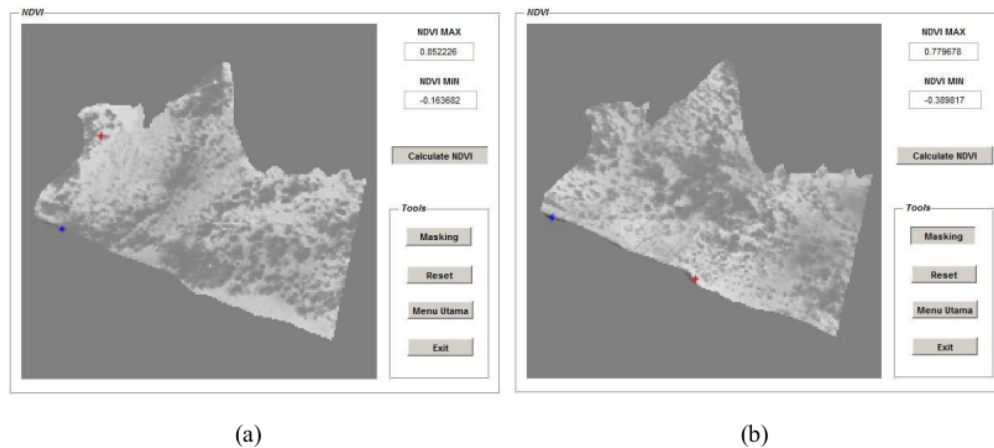 NDVI
NDVI MAX
0.852226
NDVI MIN
-0.163682
Calculate NDVI
Tools
Masking
Reset
Menu Utama
Exit
(a)
NDVI
NDVI MAX
0.779678
NDVI MIN
-0.389817
Calculate NDVI
Tools
Masking
Reset
Menu Utama
Exit
(b)